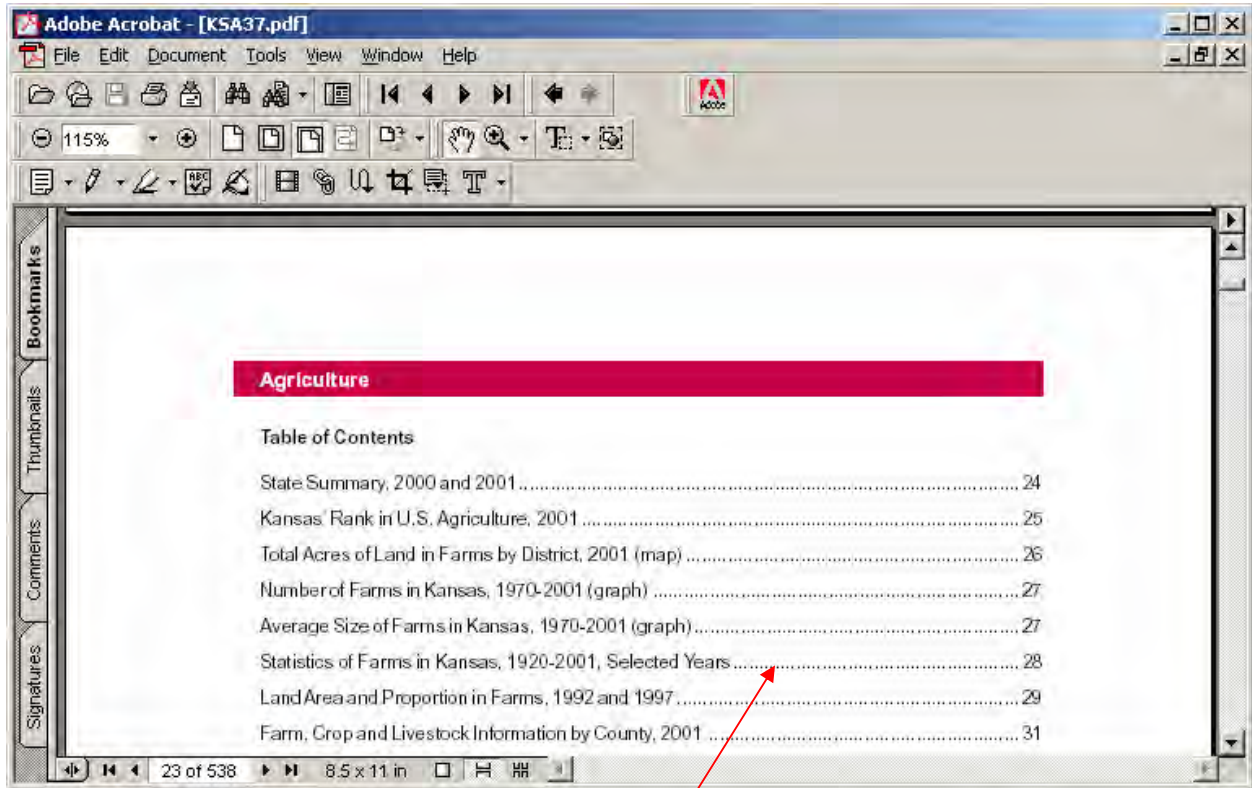 Adobe Acrobat - [KSA37.pdf]
File Edit Document Tools View Window Help
Adobe
115%
ABC
Bookmarks
Thumbnails
Comments
Signatures
Agriculture
Table of Contents
State Summary, 2000 and 2001 ........ 24
Kansas' Rank in U.S. Agriculture, 2001 ........ 25
Total Acres of Land in Farms by District, 2001 (map) ........ 26
Number of Farms in Kansas, 1970-2001 (graph) ........ 27
Average Size of Farms in Kansas, 1970-2001 (graph) ........ 27
Statistics of Farms in Kansas, 1920-2001, Selected Years ........ 28
Land Area and Proportion in Farms, 1992 and 1997 ........ 29
Farm, Crop and Livestock Information by County, 2001 ........ 31
23 of 538 8.5 x 11 in